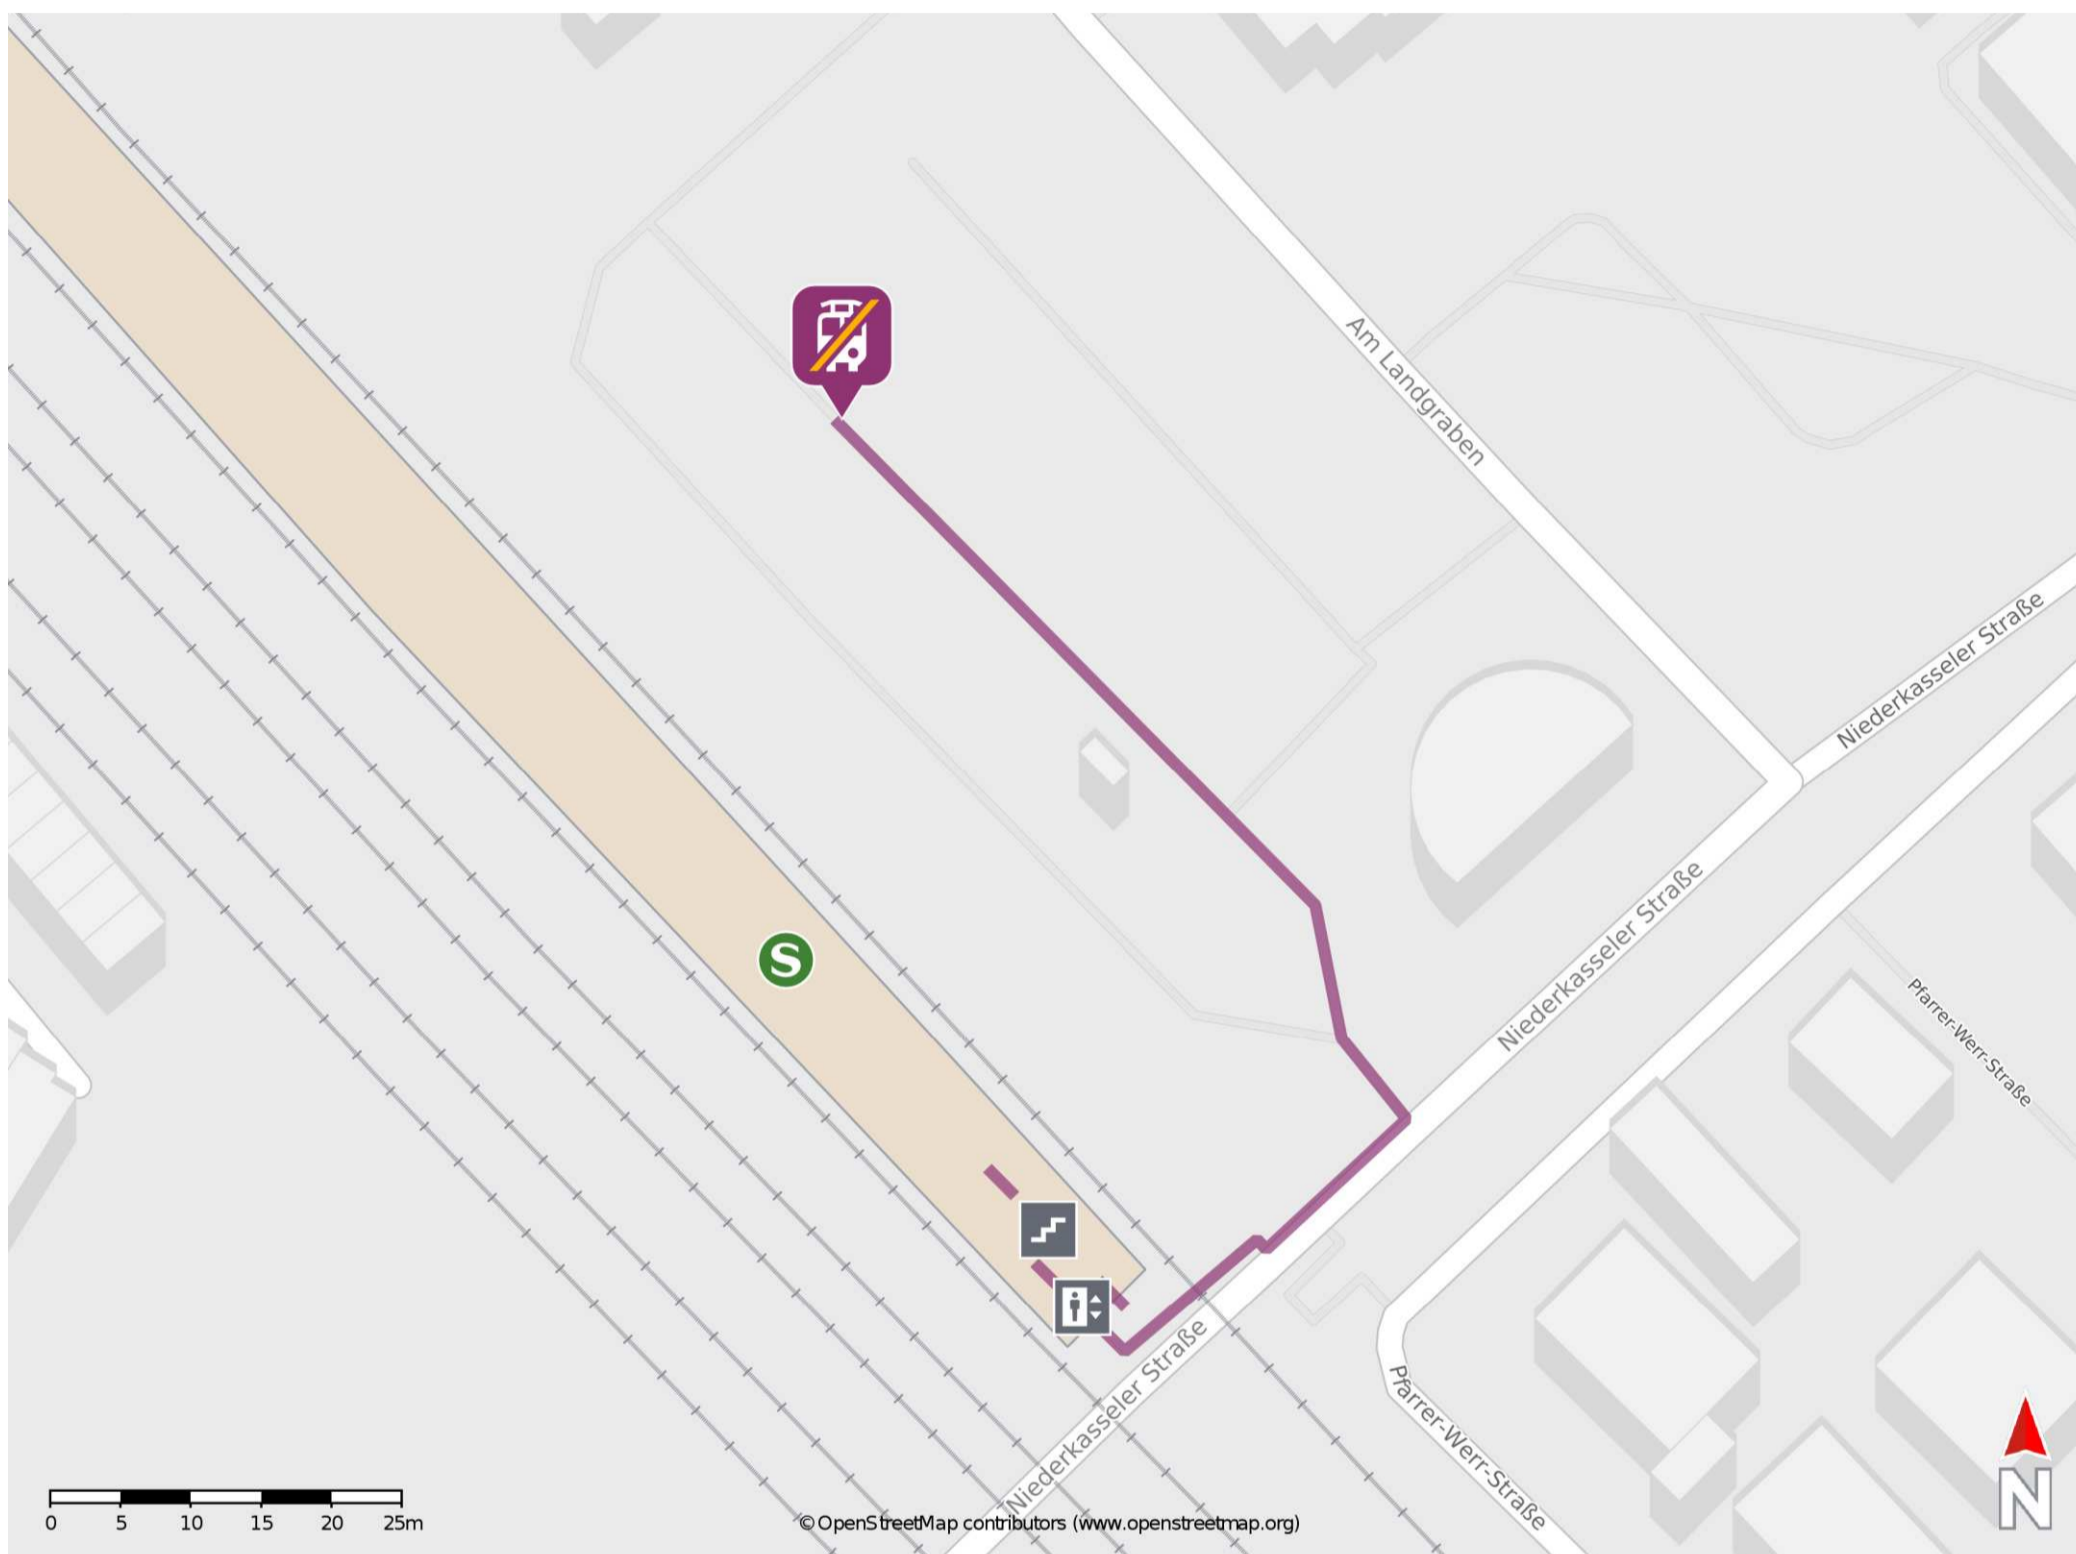 Am Landgraben
Niederkasseler Straße
Niederkasseler Straße
S
Pfarrer-Werr-Straße
Niederkasseler Straße
Pfarrer-Werr-Straße
N
0 5 10 15 20 25m
© OpenStreetMap contributors (www.openstreetmap.org)